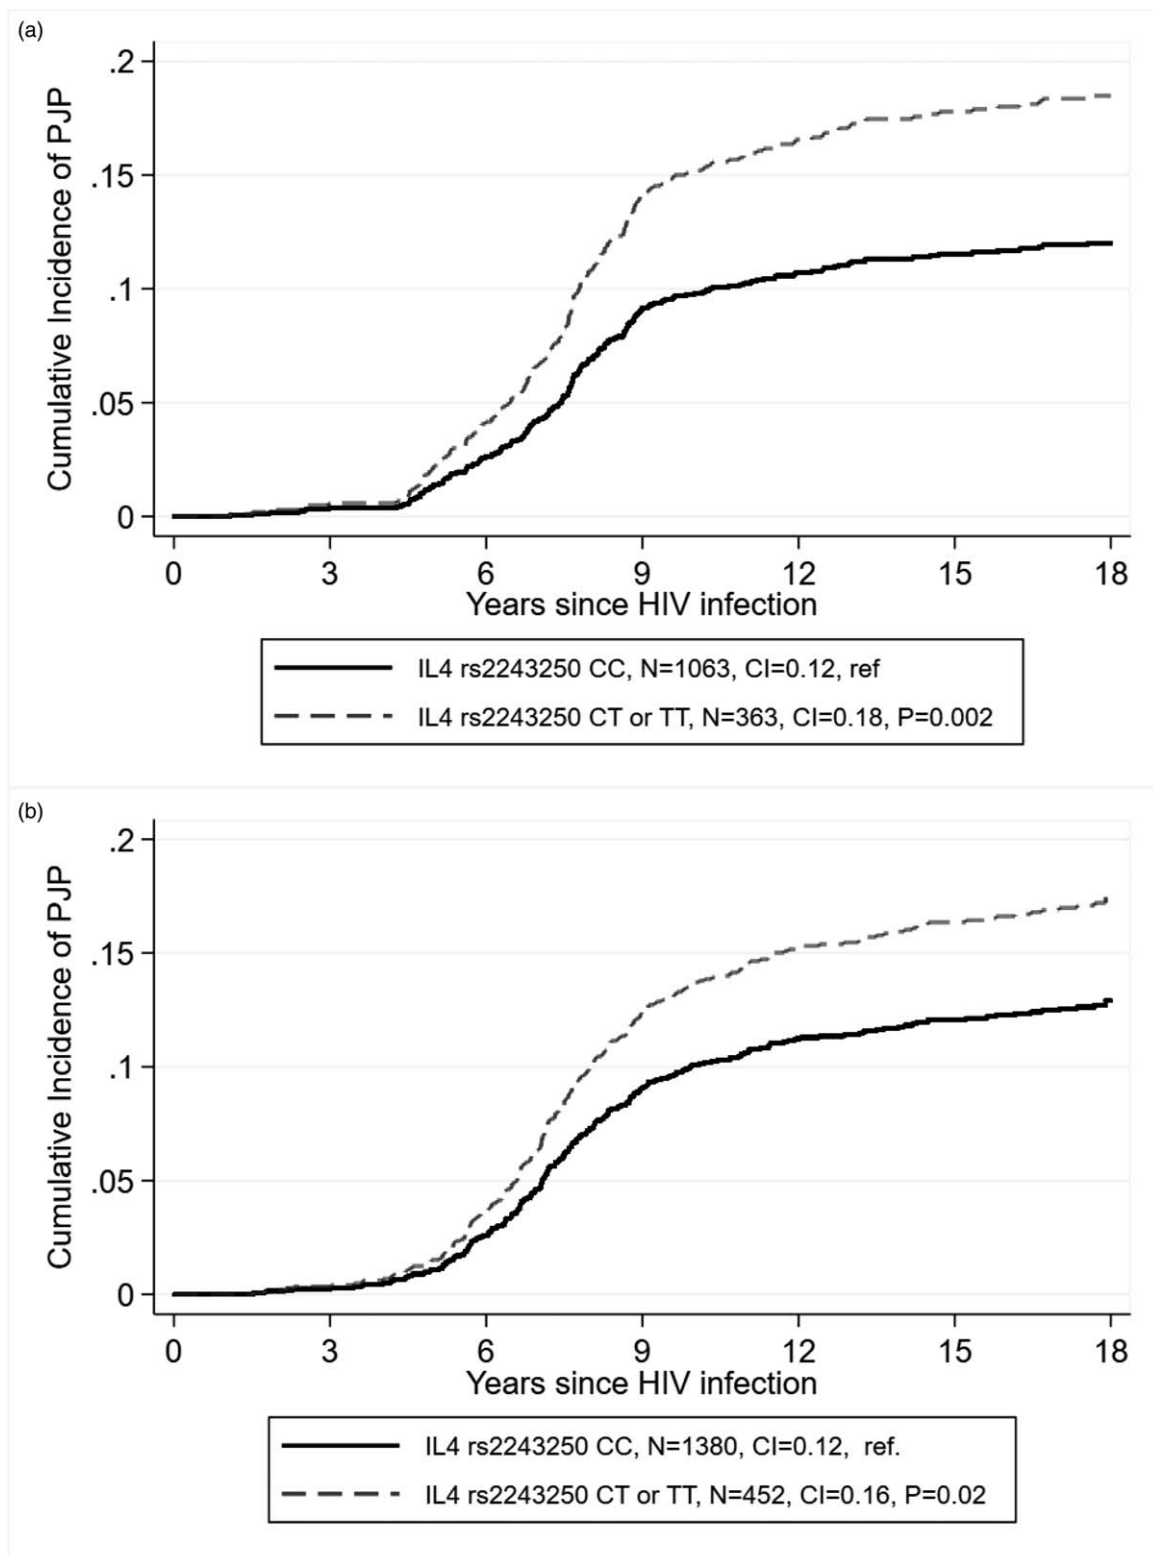 (a)
Cumulative Incidence of PJP
.2
.15
.1
.05
0
0 3 6 9 12 15 18
Years since HIV infection
IL4 rs2243250 CC, N=1063, CI=0.12, ref
IL4 rs2243250 CT or TT, N=363, CI=0.18, P=0.002
(b)
Cumulative Incidence of PJP
.2
.15
.1
.05
0
0 3 6 9 12 15 18
Years since HIV infection
IL4 rs2243250 CC, N=1380, CI=0.12, ref.
IL4 rs2243250 CT or TT, N=452, CI=0.16, P=0.02